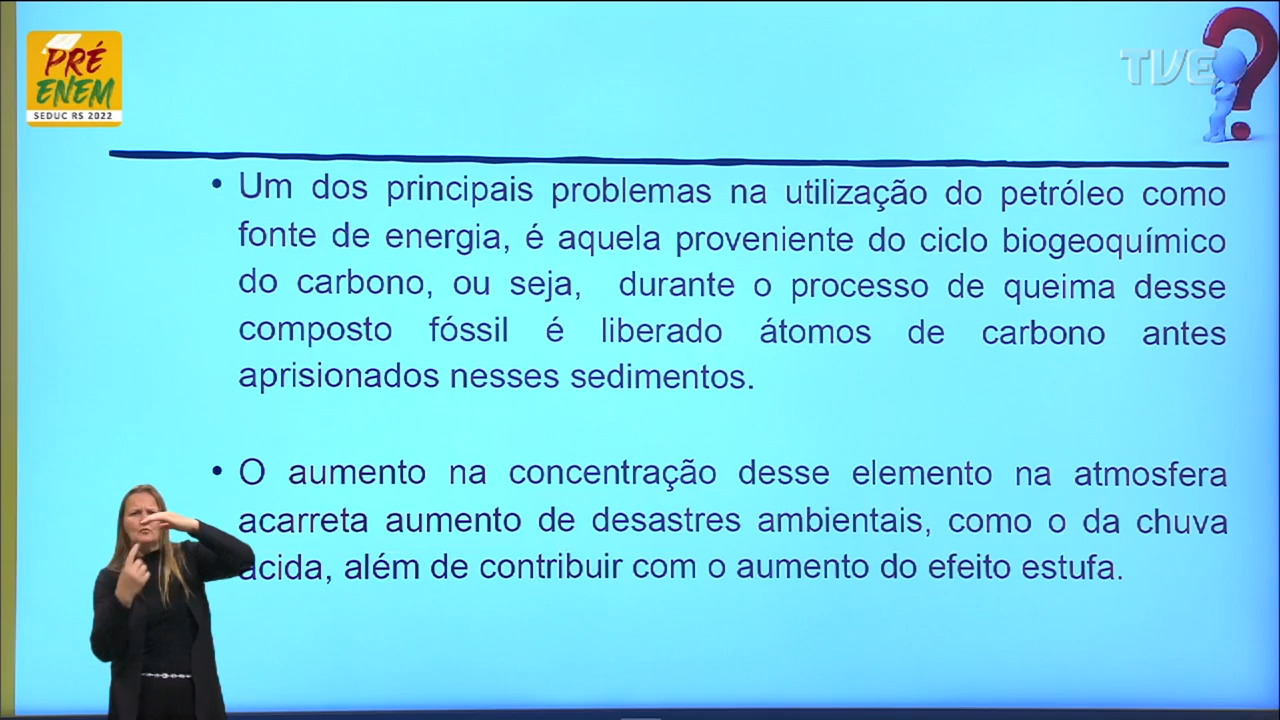 PRÉ
ENEM
SEDUC RS 2022
TVE
• Um dos principais problemas na utilização do petróleo como
fonte de energia, é aquela proveniente do ciclo biogeoquímico
do carbono, ou seja, durante o processo de queima desse
composto fóssil é liberado átomos de carbono antes
aprisionados nesses sedimentos.
• O aumento na concentração desse elemento na atmosfera
acarreta aumento de desastres ambientais, como o da chuva
acida, além de contribuir com o aumento do efeito estufa.